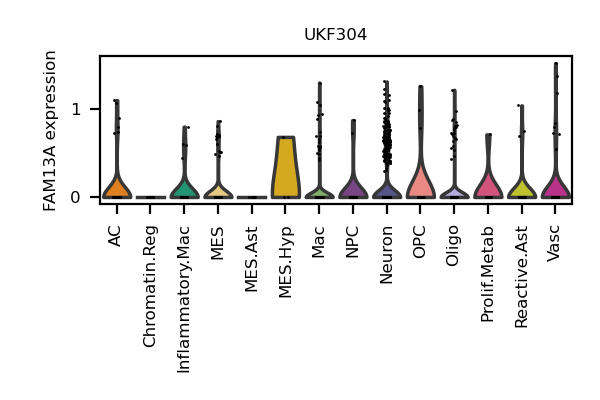 UKF304
FAM13A expression
1
0
AC
Chromatin.Reg
Inflammatory.Mac
MES
MES.Ast
MES.Hyp
Mac
NPC
Neuron
OPC
Oligo
Prolif.Metab
Reactive.Ast
Vasc